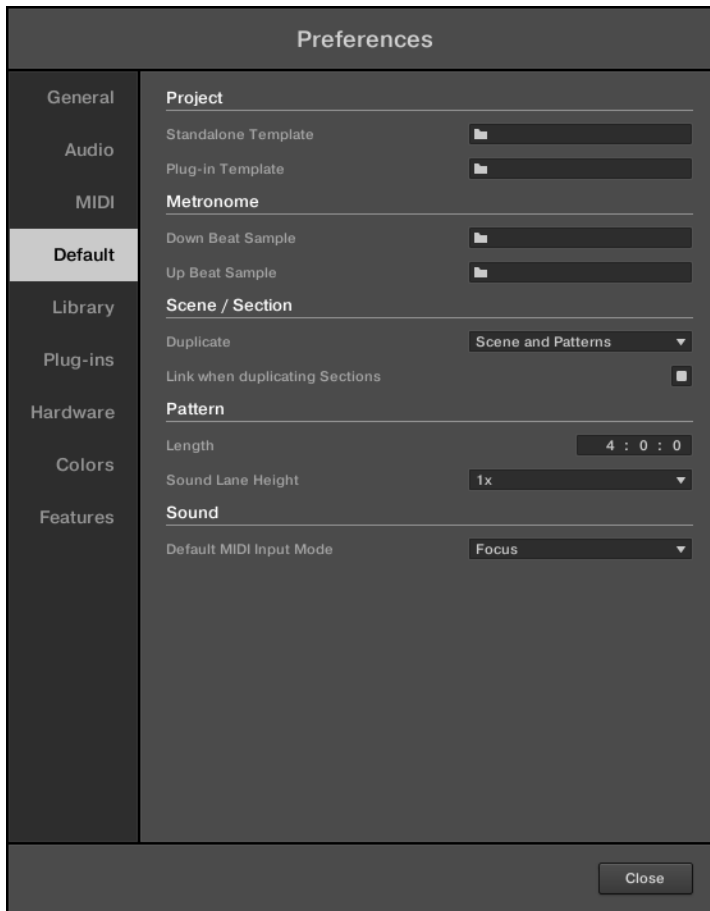 Preferences
General
Audio
MIDI
Default
Library
Plug-ins
Hardware
Colors
Features
Project
Standalone Template
Plug-in Template
Metronome
Down Beat Sample
Up Beat Sample
Scene / Section
Duplicate Scene and Patterns
Link when duplicating Sections
Pattern
Length 4 : 0 : 0
Sound Lane Height 1x
Sound
Default MIDI Input Mode Focus
Close